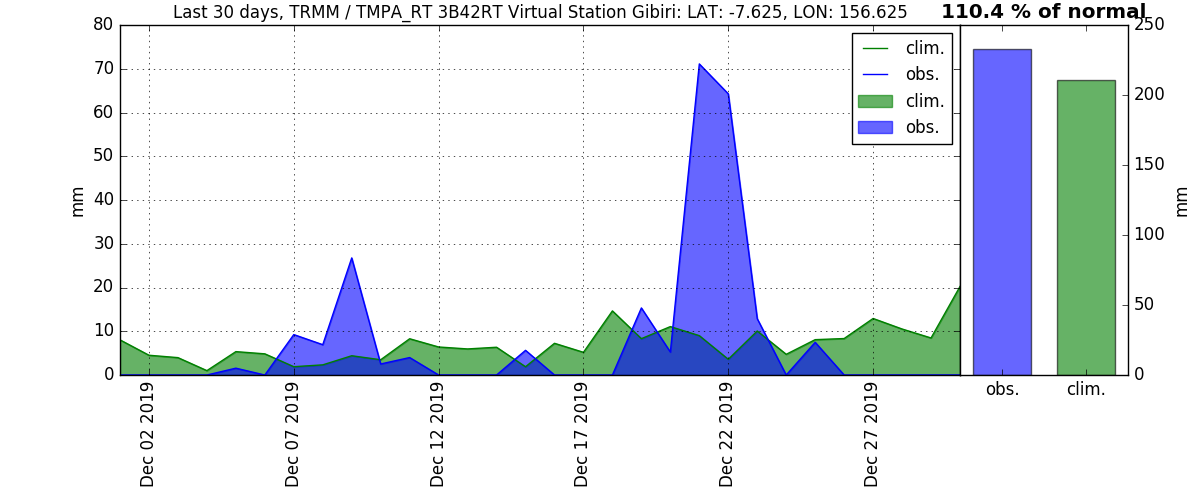 Last 30 days, TRMM / TMPA_RT 3B42RT Virtual Station Gibiri: LAT: -7.625, LON: 156.625
110.4 % of normal
80
70
60
50
40
30
20
10
0
mm
clim.
obs.
clim.
obs.
Dec 02 2019
Dec 07 2019
Dec 12 2019
Dec 17 2019
Dec 22 2019
Dec 27 2019
250
200
150
100
50
0
mm
obs. clim.